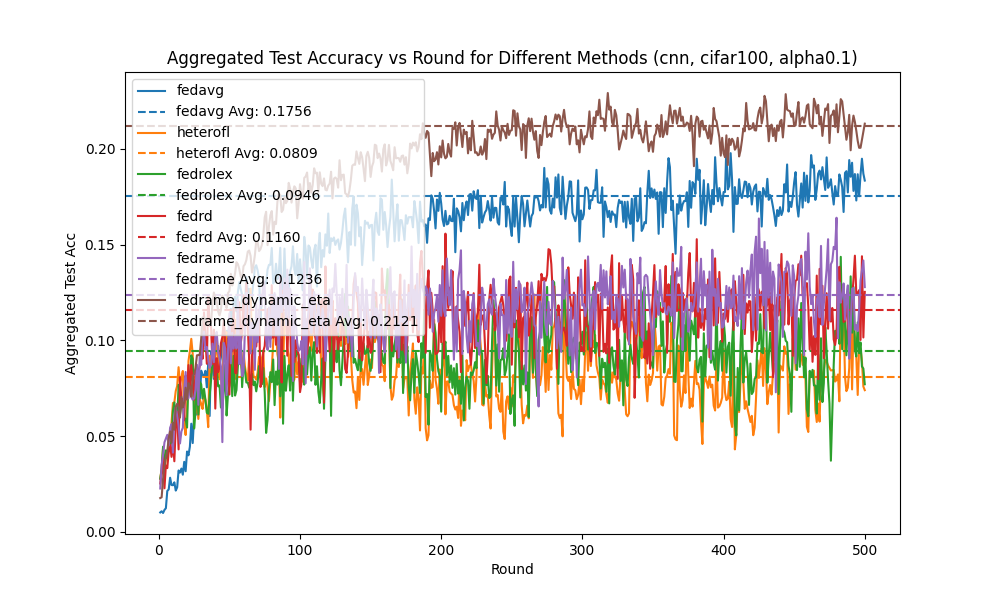 Aggregated Test Accuracy vs Round for Different Methods (cnn, cifar100, alpha0.1)
fedavg
fedavg Avg: 0.1756
heterofl
heterofl Avg: 0.0809
fedrolex
fedrolex Avg: 0.0946
fedrd
fedrd Avg: 0.1160
fedrame
fedrame Avg: 0.1236
fedrame_dynamic_eta
fedrame_dynamic_eta Avg: 0.2121
Aggregated Test Acc
0.20
0.15
0.10
0.05
0.00
0 100 200 300 400 500
Round